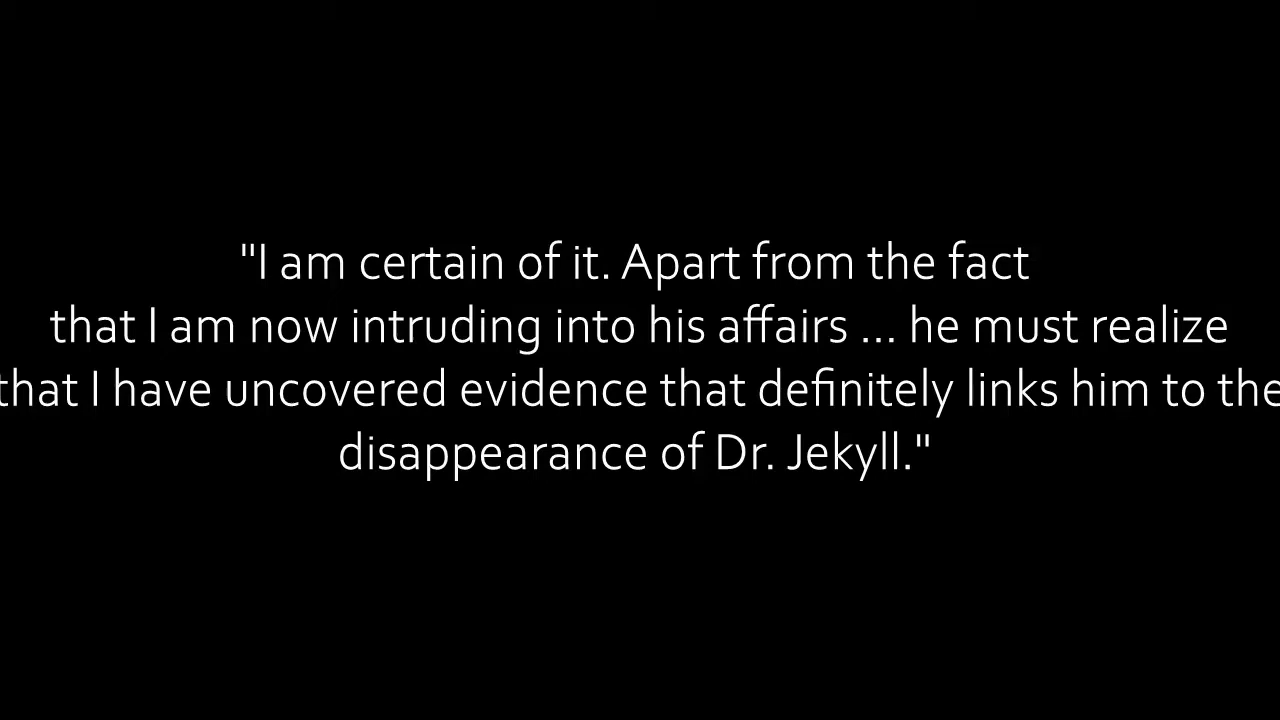 "I am certain of it. Apart from the fact
that I am now intruding into his affairs ... he must realize
that I have uncovered evidence that definitely links him to the
disappearance of Dr. Jekyll."